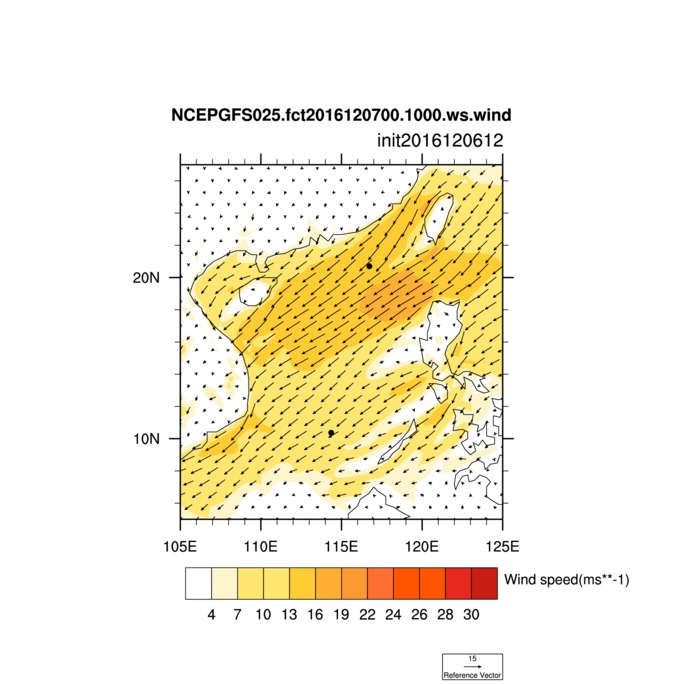 NCEPGFS025.fct2016120700.1000.ws.wind
init2016120612
20N
10N
105E 110E 115E 120E 125E
Wind speed(ms**-1)
4 7 10 13 16 19 22 24 26 28 30
15
Reference Vector